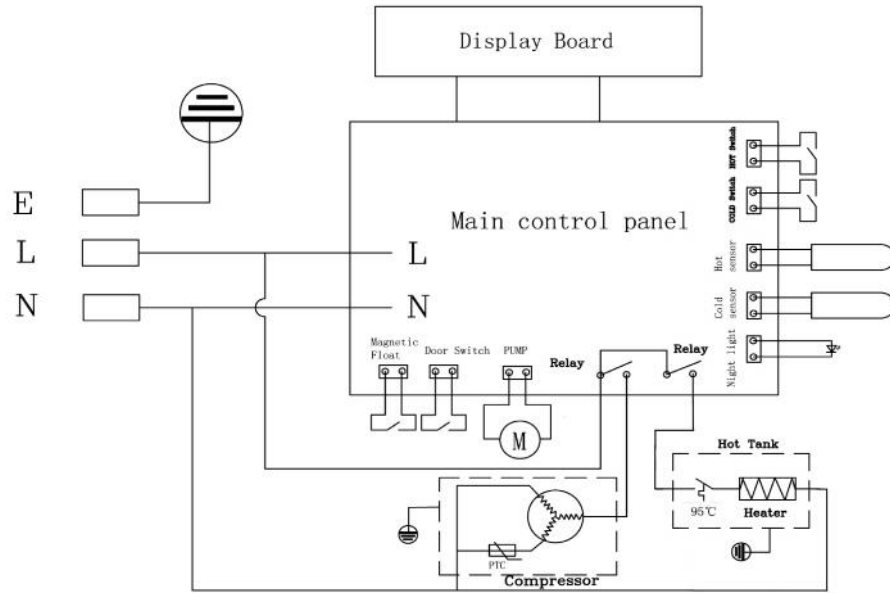 Display Board
E
L
N
Main control panel
L
N
HOT Switch
COLD Switch
Hot
sensor
Cold
sensor
Night light
Magnetic
Float
Door Switch
PUMP
Relay
Relay
M
Hot Tank
95℃
Heater
PTC
Compressor